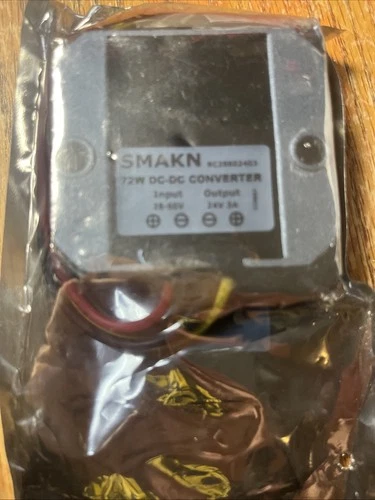 SMAKN
72W DC-DC CONVERTER
Input Output
24V 3A